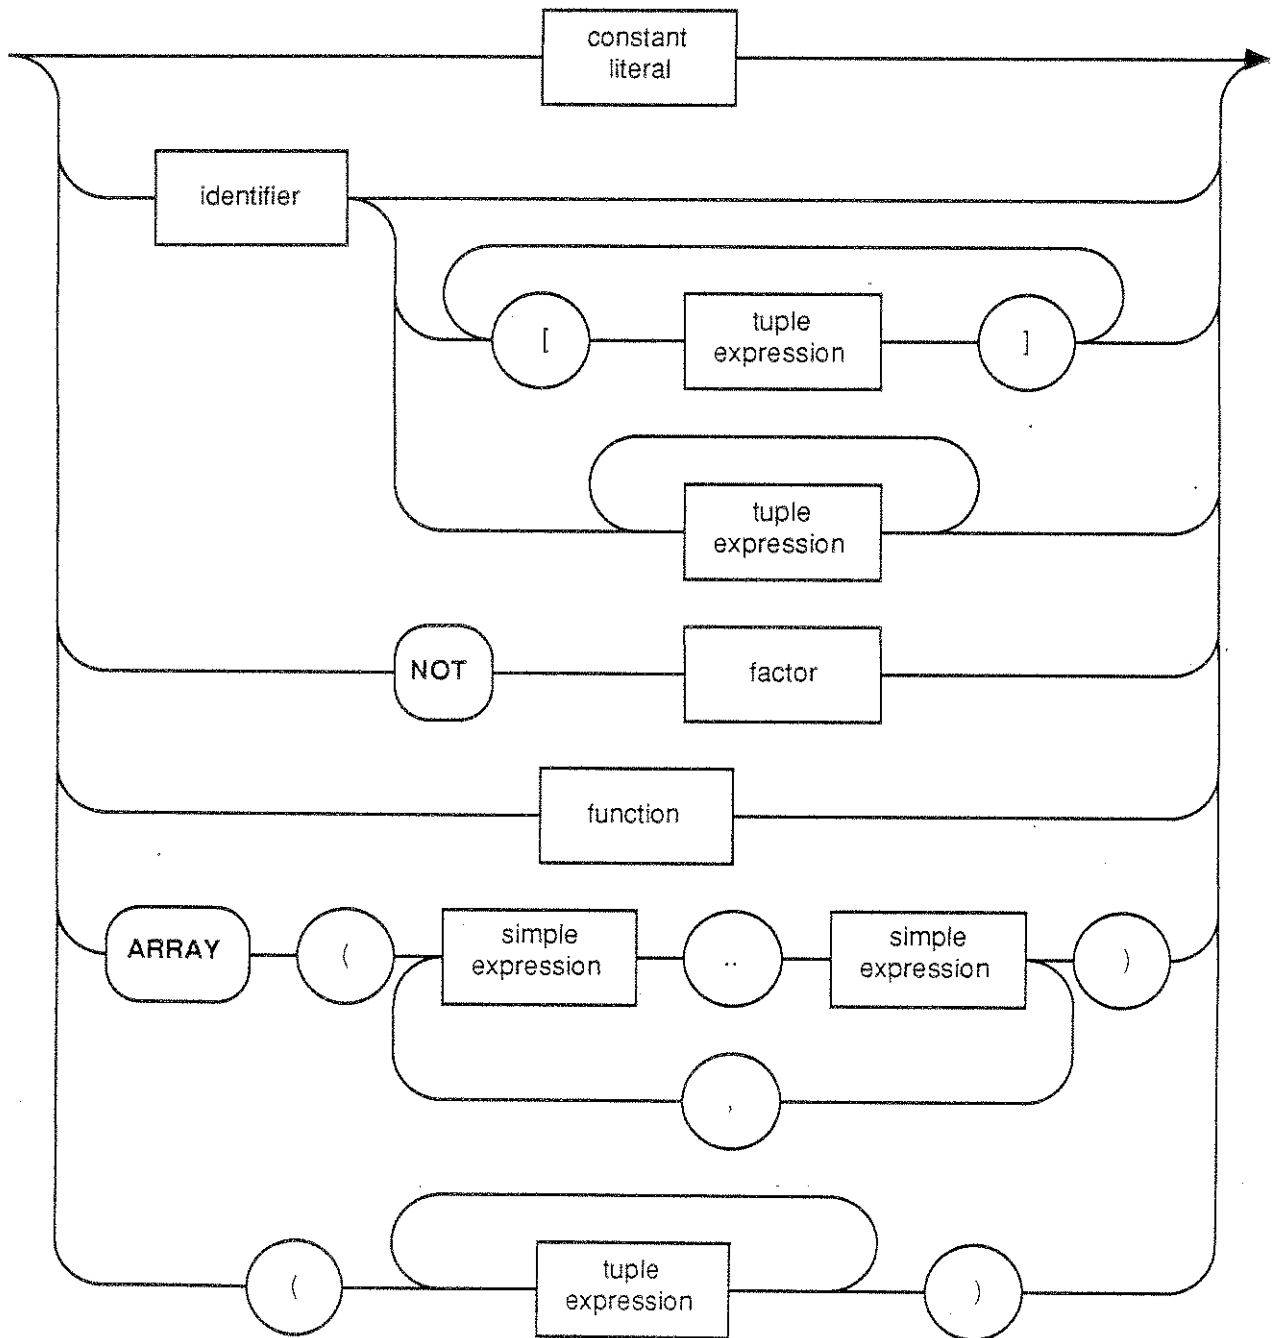 constant
literal
identifier
[
tuple
expression
]
tuple
expression
NOT
factor
function
ARRAY
(
simple
expression
..
simple
expression
)
,
(
tuple
expression
)